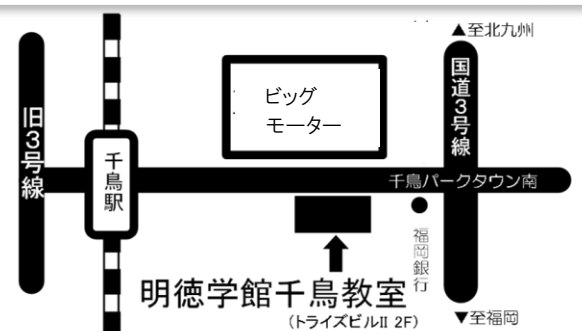 ▲至北九州
国道3号線
ビッグ
モーター
旧3号線
千鳥駅
千鳥パークタウン南
福岡銀行
明徳学館千鳥教室
(トライズビルII 2F)
▼至福岡